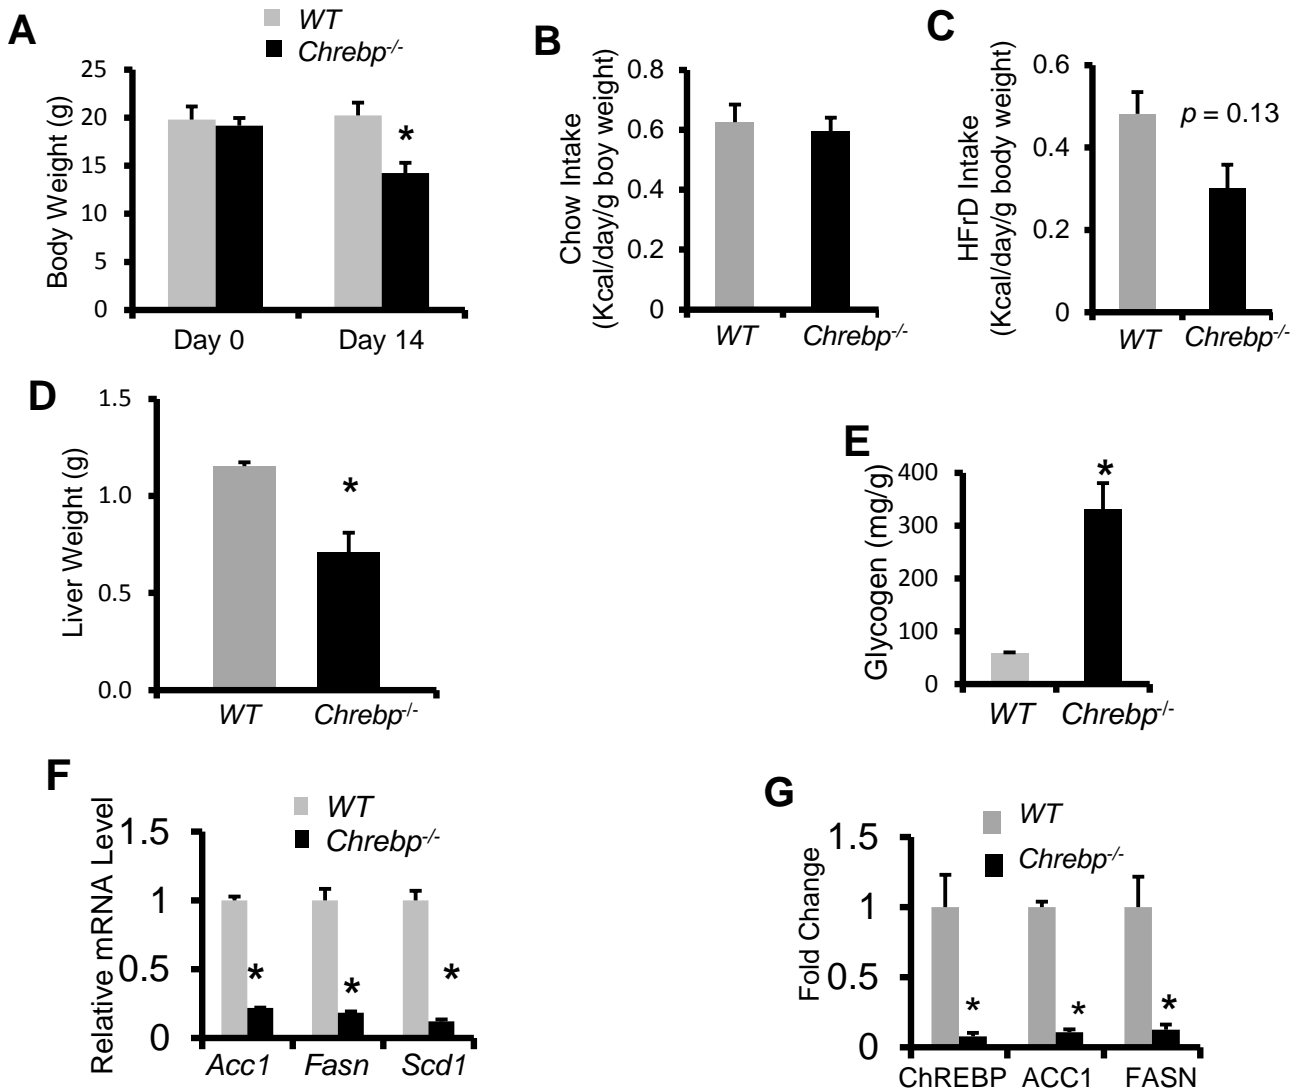 A
WT
Chrebp-/-
Body Weight (g)
25
20
15
10
5
0
*
Day 0
Day 14
B
Chow Intake
(Kcal/day/g boy weight)
0.8
0.6
0.4
0.2
0
WT
Chrebp-/-
C
HFrD Intake
(Kcal/day/g body weight)
0.6
0.4
0.2
0
p = 0.13
WT
Chrebp-/-
D
Liver Weight (g)
1.5
1.0
0.5
0.0
*
WT
Chrebp-/-
E
Glycogen (mg/g)
400
300
200
100
0
*
WT
Chrebp-/-
F
WT
Chrebp-/-
Relative mRNA Level
1.5
1
0.5
0
*
*
*
Acc1
Fasn
Scd1
G
WT
Chrebp-/-
Fold Change
1.5
1
0.5
0
*
*
*
ChREBP
ACC1
FASN